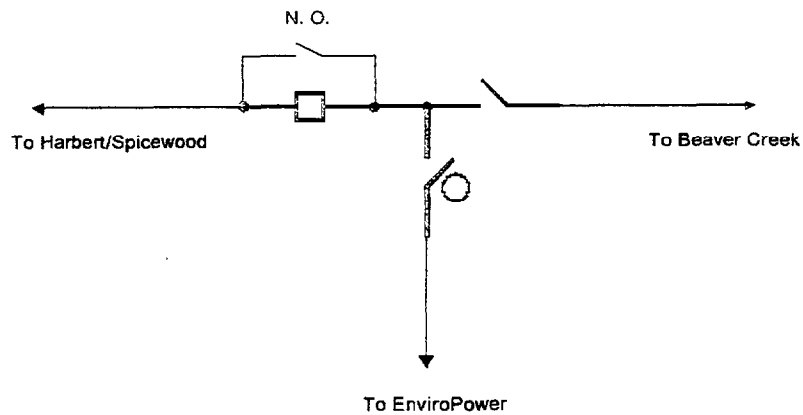 N. O.
To Harbert/Spicewood
To Beaver Creek
To EnviroPower